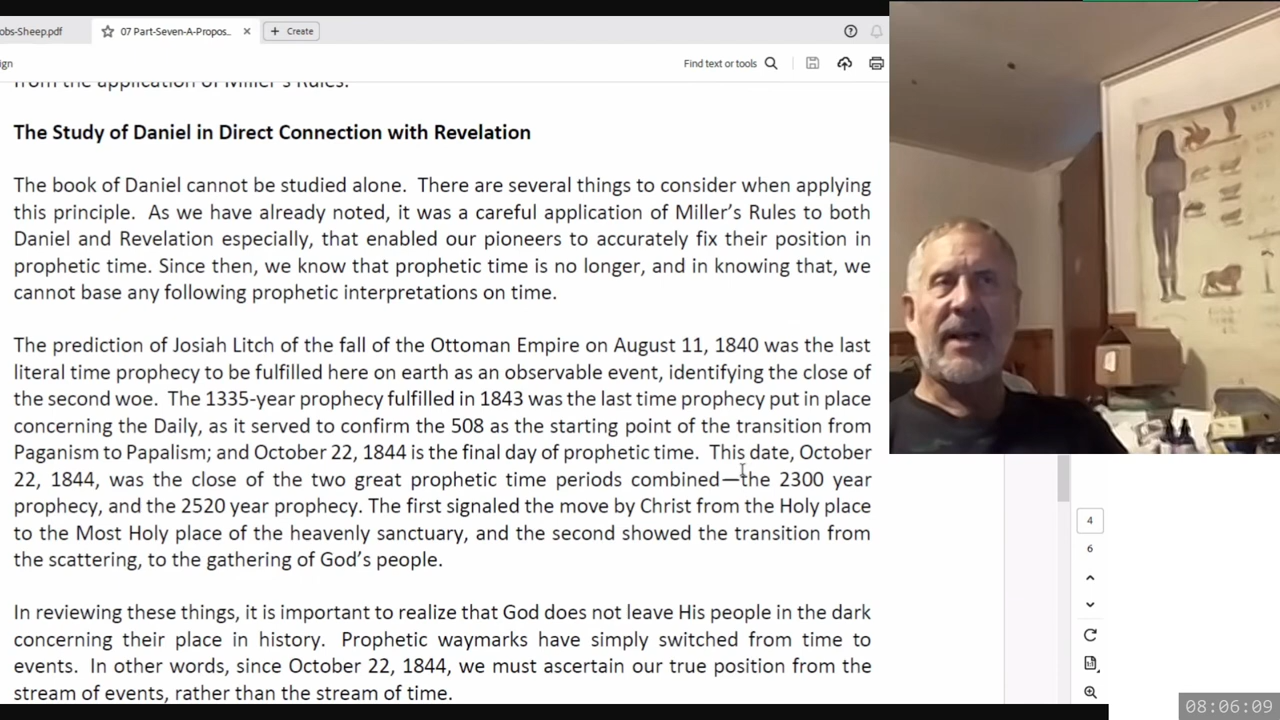 obs-Sheep.pdf
07 Part-Seven-A-Propos...
Create
ign
Find text or tools
from the application of Miller's Rules.
The Study of Daniel in Direct Connection with Revelation
The book of Daniel cannot be studied alone. There are several things to consider when applying
this principle. As we have already noted, it was a careful application of Miller's Rules to both
Daniel and Revelation especially, that enabled our pioneers to accurately fix their position in
prophetic time. Since then, we know that prophetic time is no longer, and in knowing that, we
cannot base any following prophetic interpretations on time.
The prediction of Josiah Litch of the fall of the Ottoman Empire on August 11, 1840 was the last
literal time prophecy to be fulfilled here on earth as an observable event, identifying the close of
the second woe. The 1335-year prophecy fulfilled in 1843 was the last time prophecy put in place
concerning the Daily, as it served to confirm the 508 as the starting point of the transition from
Paganism to Papalism; and October 22, 1844 is the final day of prophetic time. This date, October
22, 1844, was the close of the two great prophetic time periods combined—the 2300 year
prophecy, and the 2520 year prophecy. The first signaled the move by Christ from the Holy place
to the Most Holy place of the heavenly sanctuary, and the second showed the transition from
the scattering, to the gathering of God's people.
In reviewing these things, it is important to realize that God does not leave His people in the dark
concerning their place in history. Prophetic waymarks have simply switched from time to
events. In other words, since October 22, 1844, we must ascertain our true position from the
stream of events, rather than the stream of time.
4
6
08:06:09